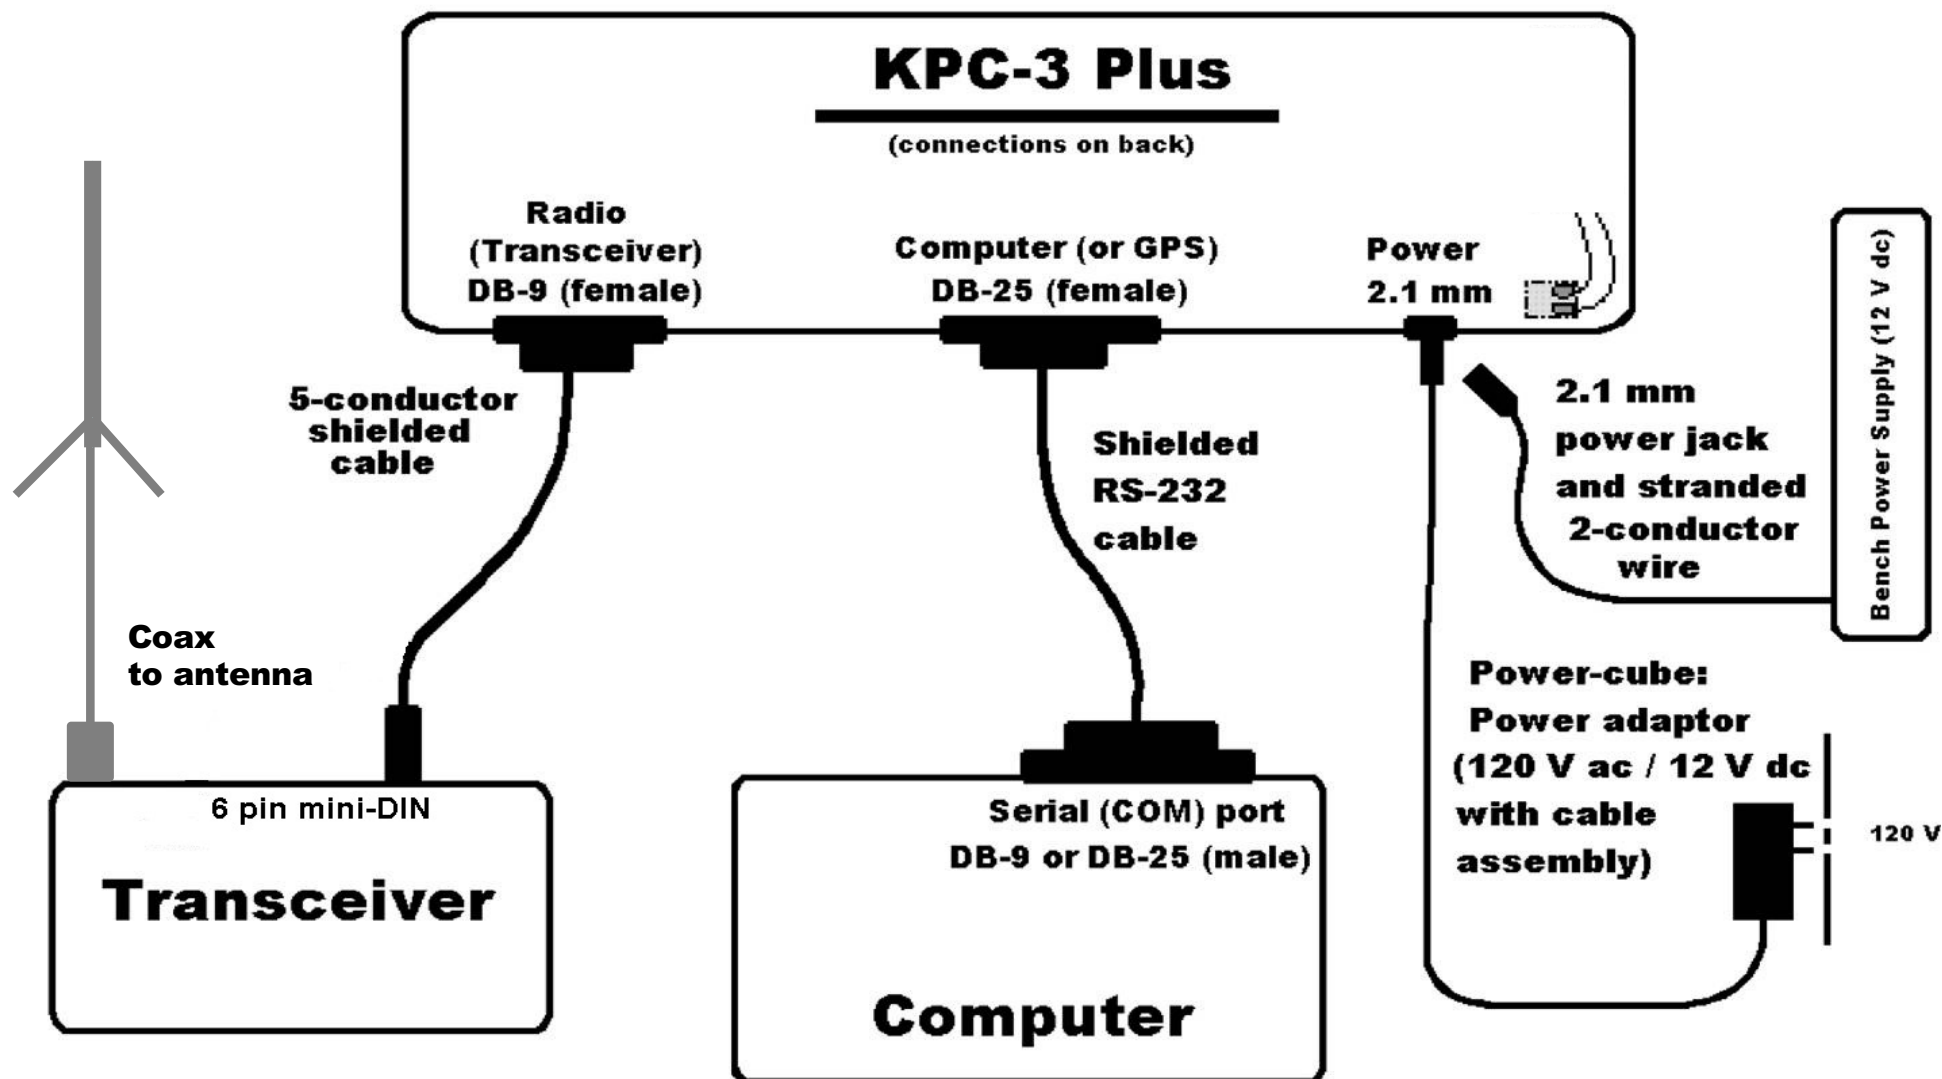 KPC-3 Plus
(connections on back)
Radio
(Transceiver)
DB-9 (female)
Computer (or GPS)
DB-25 (female)
Power
2.1 mm
5-conductor
shielded
cable
Shielded
RS-232
cable
2.1 mm
power jack
and stranded
2-conductor
wire
Bench Power Supply (12 V dc)
Coax
to antenna
Power-cube:
Power adaptor
(120 V ac / 12 V dc
with cable
assembly)
120 V
6 pin mini-DIN
Transceiver
Serial (COM) port
DB-9 or DB-25 (male)
Computer